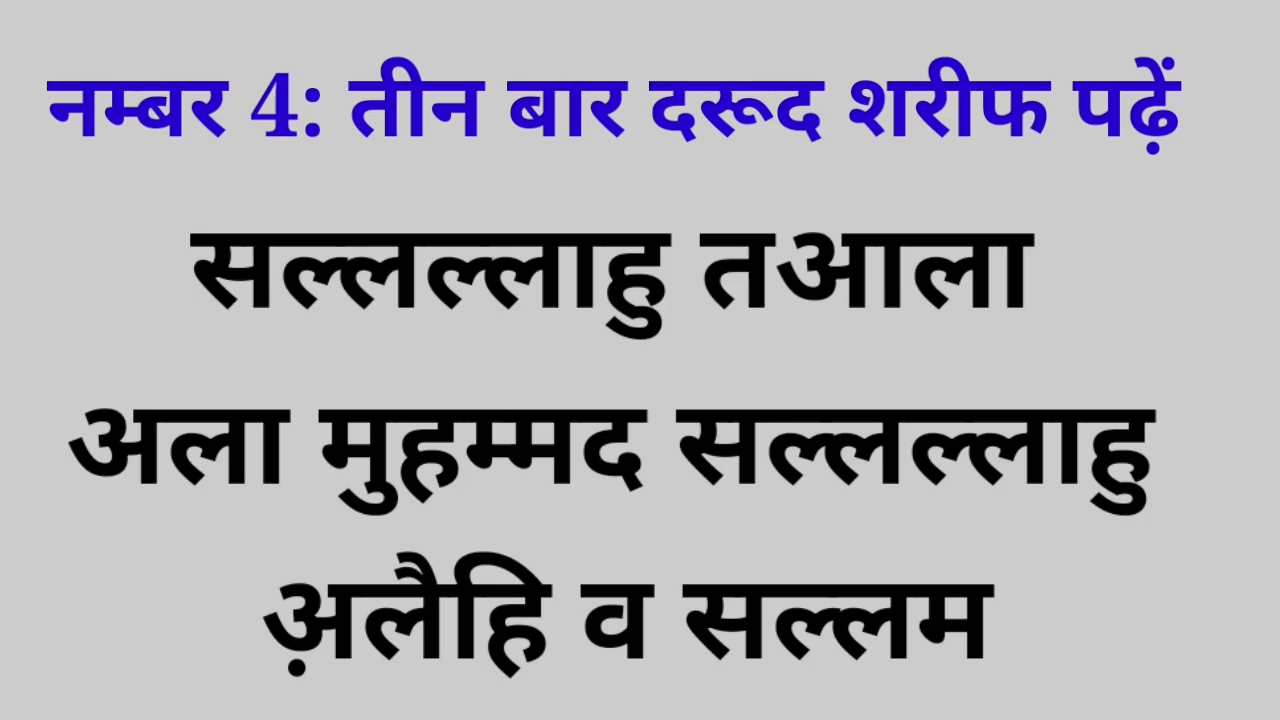 नम्बर 4: तीन बार दरूद शरीफ पढ़ें
सल्लल्लाहु तआला
अला मुहम्मद सल्लल्लाहु
अ़लैहि व सल्लम